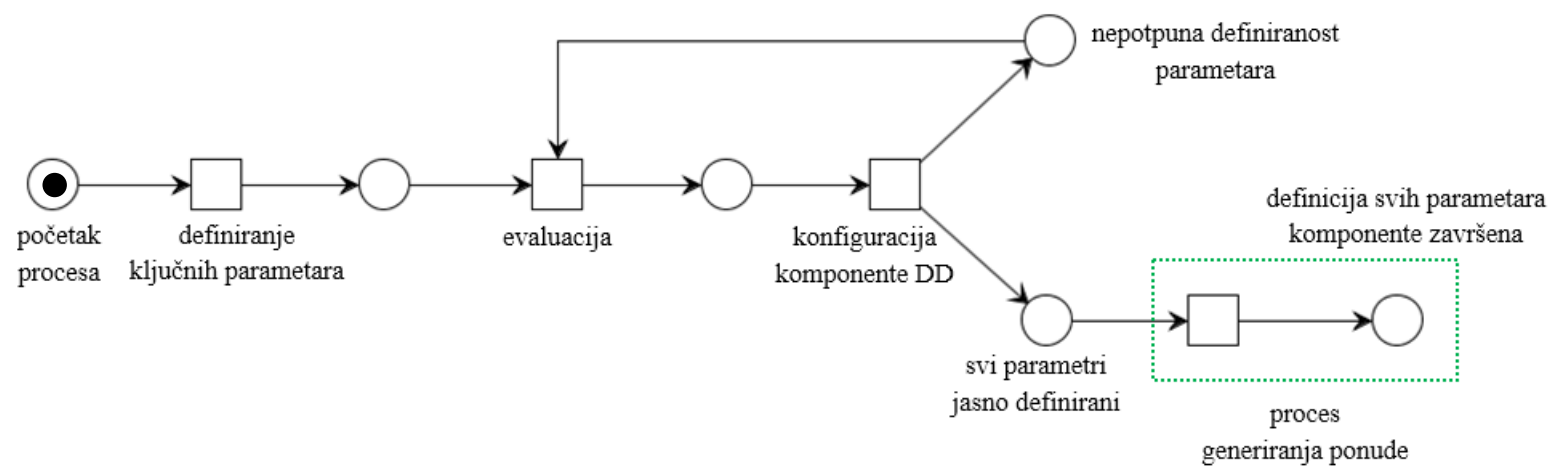 nepotpuna definiranost
parametara
početak
procesa
definiranje
ključnih parametara
evaluacija
konfiguracija
komponente DD
definicija svih parametara
komponente završena
svi parametri
jasno definirani
proces
generiranja ponude